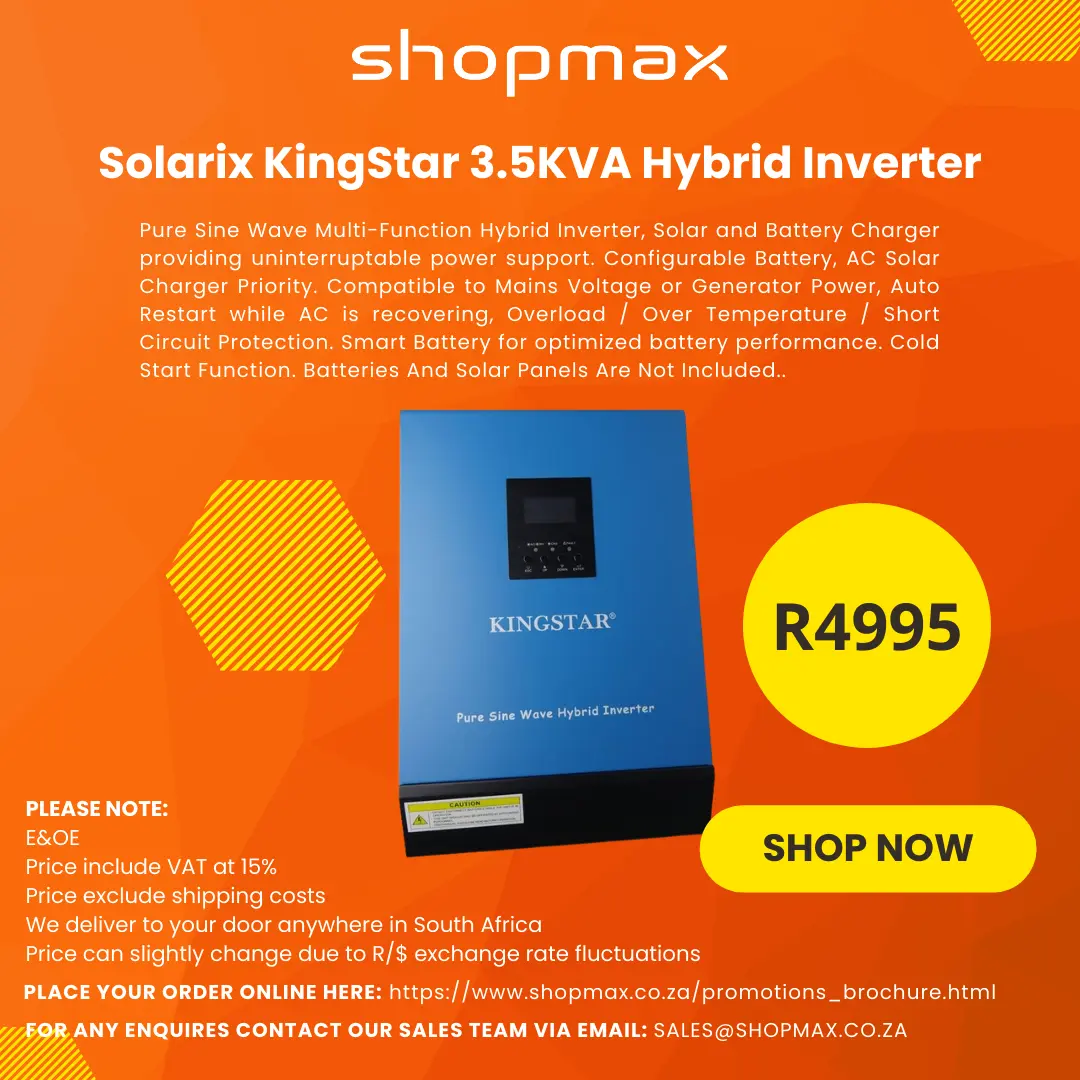 shopmax
Solarix KingStar 3.5KVA Hybrid Inverter
Pure Sine Wave Multi-Function Hybrid Inverter, Solar and Battery Charger
providing uninterruptable power support. Configurable Battery, AC Solar
Charger Priority. Compatible to Mains Voltage or Generator Power, Auto
Restart while AC is recovering, Overload / Over Temperature / Short
Circuit Protection. Smart Battery for optimized battery performance. Cold
Start Function. Batteries And Solar Panels Are Not Included..
KINGSTAR®
Pure Sine Wave Hybrid Inverter
CAUTION
R4995
SHOP NOW
PLEASE NOTE:
E&OE
Price include VAT at 15%
Price exclude shipping costs
We deliver to your door anywhere in South Africa
Price can slightly change due to R/$ exchange rate fluctuations
PLACE YOUR ORDER ONLINE HERE: https://www.shopmax.co.za/promotions_brochure.html
FOR ANY ENQUIRES CONTACT OUR SALES TEAM VIA EMAIL: SALES@SHOPMAX.CO.ZA